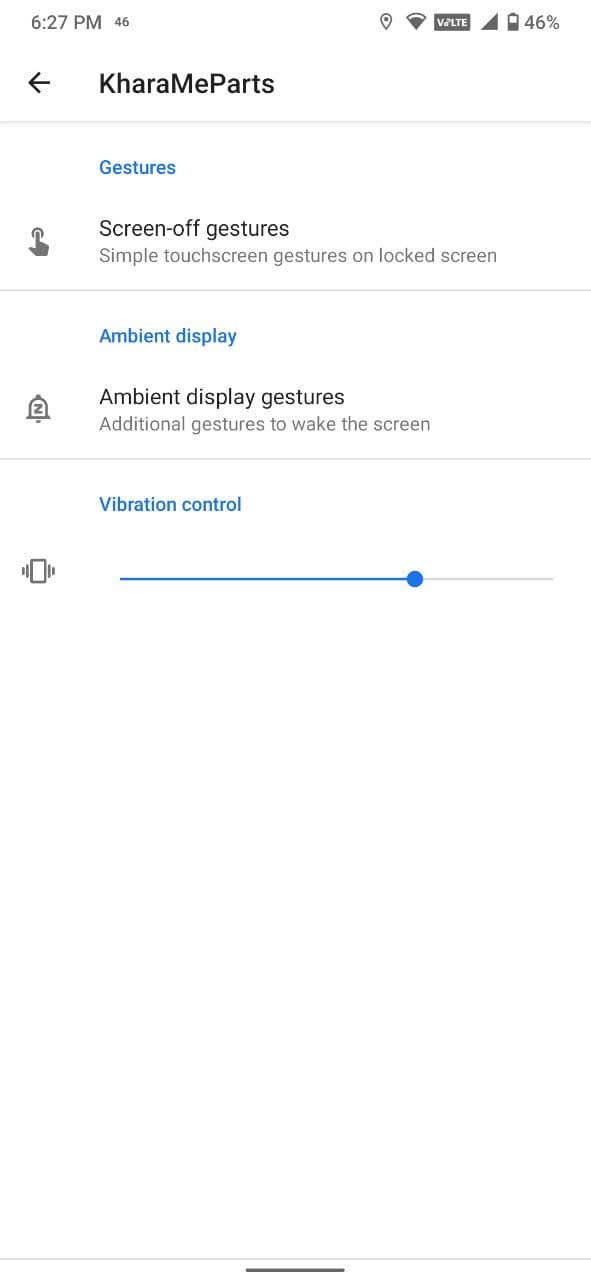 6:27 PM 46 VoLTE 46%
KharaMeParts
Gestures
Screen-off gestures
Simple touchscreen gestures on locked screen
Ambient display
Ambient display gestures
Additional gestures to wake the screen
Vibration control